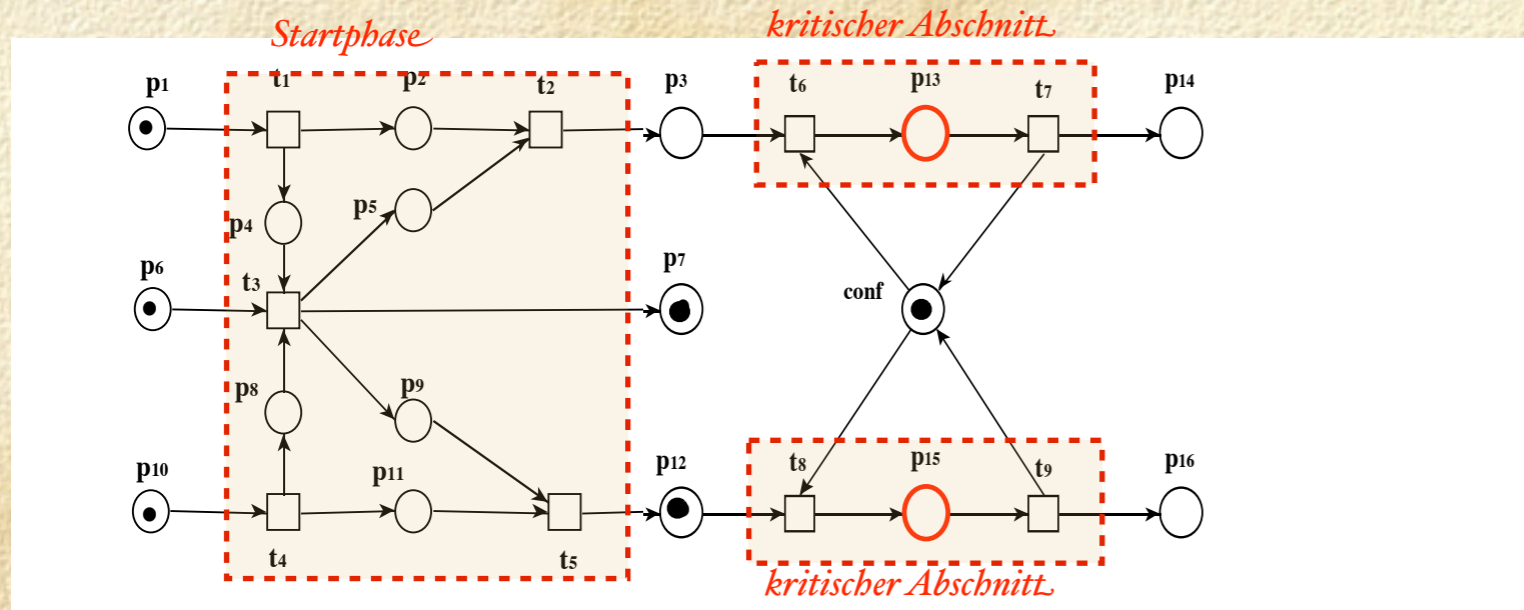 Startphase
kritischer Abschnitt
p1
t1
p2
t2
p3
t6
p13
t7
p14
p4
p5
p6
t3
p7
conf
p8
p9
p10
p11
p12
t8
p15
t9
p16
t4
t5
kritischer Abschnitt